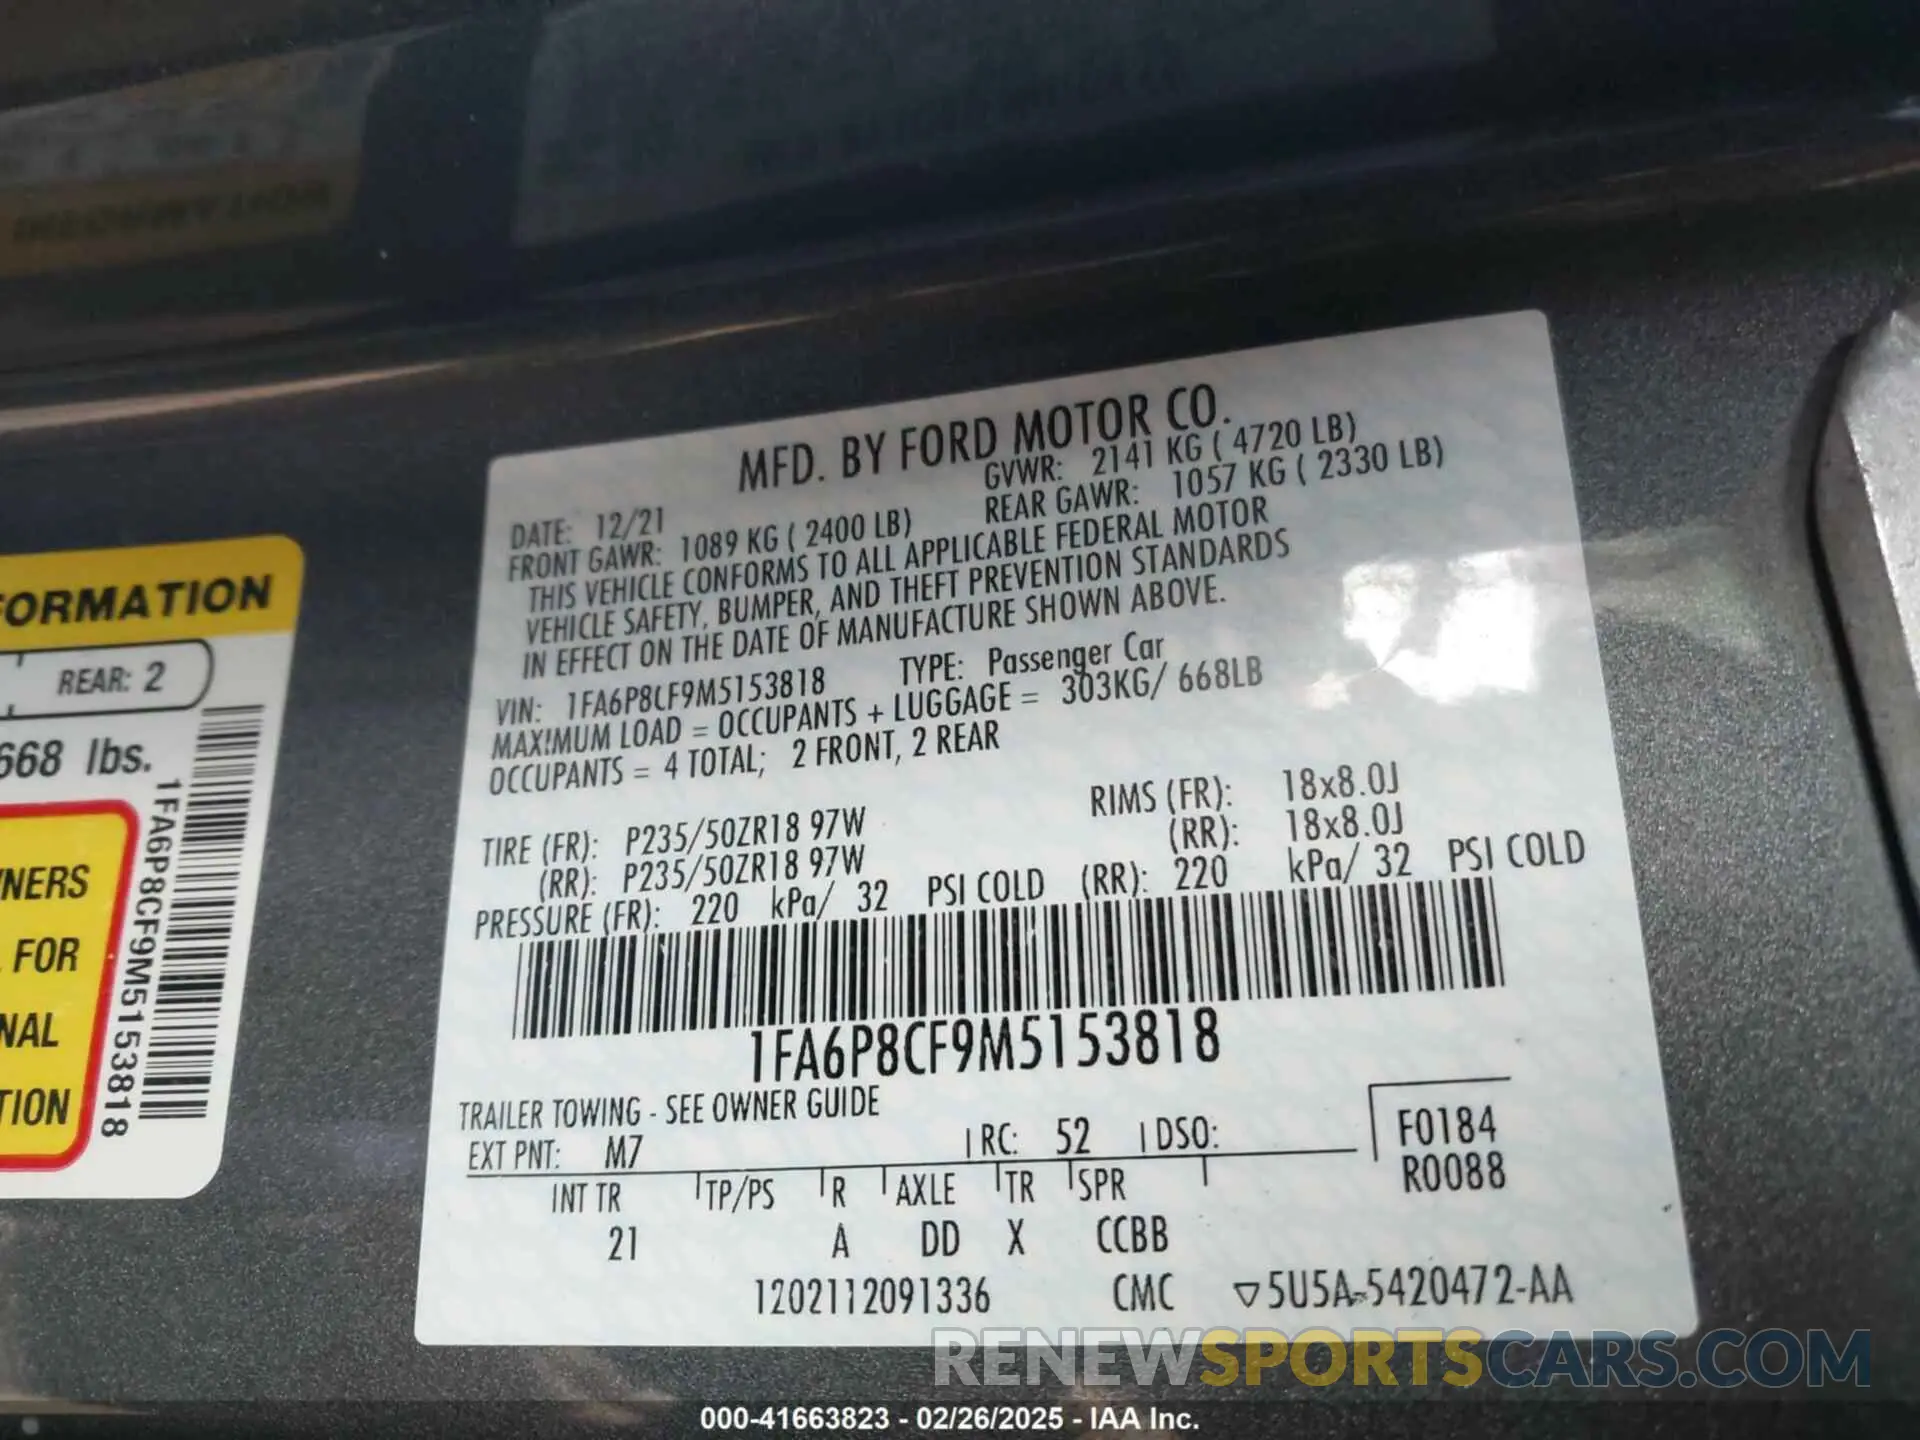 MFD. BY FORD MOTOR CO.
DATE: 12/21
GVWR: 2141 KG ( 4720 LB)
FRONT GAWR: 1089 KG ( 2400 LB)
REAR GAWR: 1057 KG ( 2330 LB)
THIS VEHICLE CONFORMS TO ALL APPLICABLE FEDERAL MOTOR
VEHICLE SAFETY, BUMPER, AND THEFT PREVENTION STANDARDS
IN EFFECT ON THE DATE OF MANUFACTURE SHOWN ABOVE.
VIN: 1FA6P8CF9M5153818 TYPE: Passenger Car
MAXIMUM LOAD = OCCUPANTS + LUGGAGE = 303KG/ 668LB
OCCUPANTS = 4 TOTAL; 2 FRONT, 2 REAR
TIRE (FR): P235/50ZR18 97W RIMS (FR): 18x8.0J
(RR): P235/50ZR18 97W (RR): 18x8.0J
PRESSURE (FR): 220 kPa/ 32 PSI COLD (RR): 220 kPa/ 32 PSI COLD
1FA6P8CF9M5153818
TRAILER TOWING - SEE OWNER GUIDE
EXT PNT: M7 RC: 52 DSO:
F0184
R0088
INT TR TP/PS R AXLE TR SPR
21 A DD X CCBB
1202112091336 CMC ▽5U5A-5420472-AA
FORMATION
REAR: 2
668 lbs.
1FA6P8CF9M5153818
NERS
FOR
NAL
TION
RENEWSPORTSCARS.COM
000-41663823 - 02/26/2025 - IAA Inc.